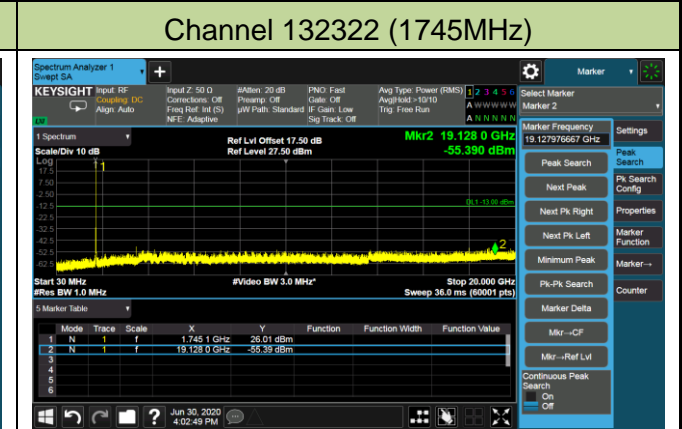 Channel 132322 (1745MHz)
Spectrum Analyzer 1
Swept SA
Marker
KEYSIGHT
Input: RF
Coupling: DC
Align: Auto
Input Z: 50 Ω
Corrections: Off
Freq Ref: Int (S)
NFE: Adaptive
#Atten: 20 dB
Preamp: Off
µW Path: Standard
PNO: Fast
Gate: Off
IF Gain: Low
Sig Track: Off
Avg Type: Power (RMS)
Avg|Hold:>10/10
Trig: Free Run
1 2 3 4 5 6
A W W W W W
A N N N N N
LXI
Select Marker
Marker 2
1 Spectrum
Scale/Div 10 dB
Log
Ref Lvl Offset 17.50 dB
Ref Level 27.50 dBm
Mkr2 19.128 0 GHz
-55.390 dBm
17.5
7.50
-2.50
-12.5
-22.5
-32.5
-42.5
-52.5
-62.5
1
DL1 -13.00 dBm
2
Start 30 MHz
#Res BW 1.0 MHz
#Video BW 3.0 MHz*
Stop 20.000 GHz
Sweep 36.0 ms (60001 pts)
5 Marker Table
Mode Trace Scale X Y Function Function Width Function Value
1 N 1 f 1.745 1 GHz 26.01 dBm
2 N 1 f 19.128 0 GHz -55.39 dBm
3
4
5
6
Marker Frequency
19.127976667 GHz
Peak Search
Next Peak
Next Pk Right
Next Pk Left
Minimum Peak
Pk-Pk Search
Marker Delta
Mkr→CF
Mkr→Ref Lvl
Continuous Peak
Search
On
Off
Settings
Peak
Search
Pk Search
Config
Properties
Marker
Function
Marker→
Counter
?
Jun 30, 2020
4:02:49 PM